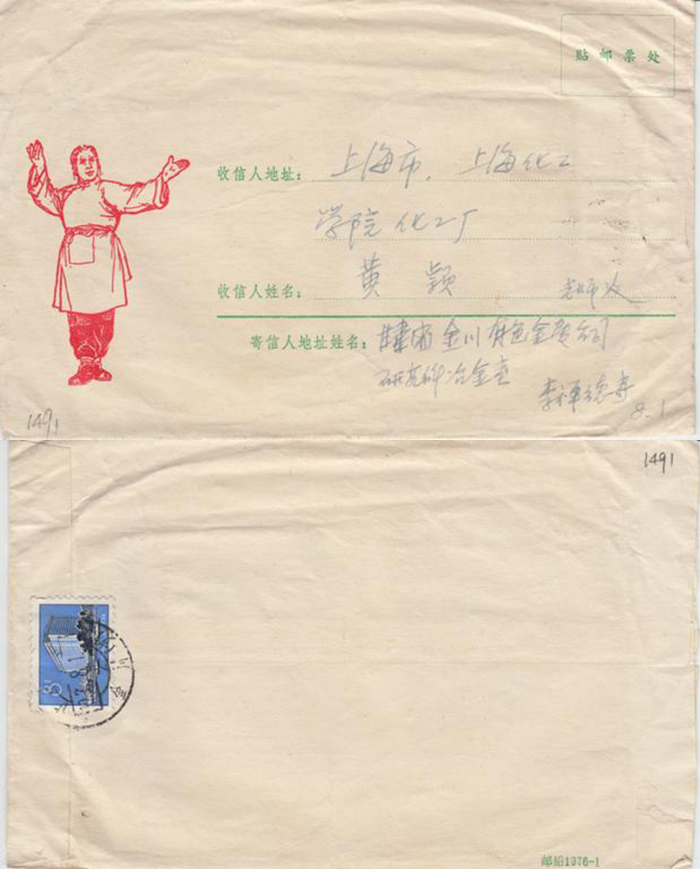 贴邮票处
收信人地址： 上海市. 上海化工
学院化工厂
收信人姓名： 黄颖 老师收
寄信人地址姓名： 甘肃省金川有色金属公司
研究所冶金室
李 德寄
8.1
1491
1491
8
邮拍1976-1